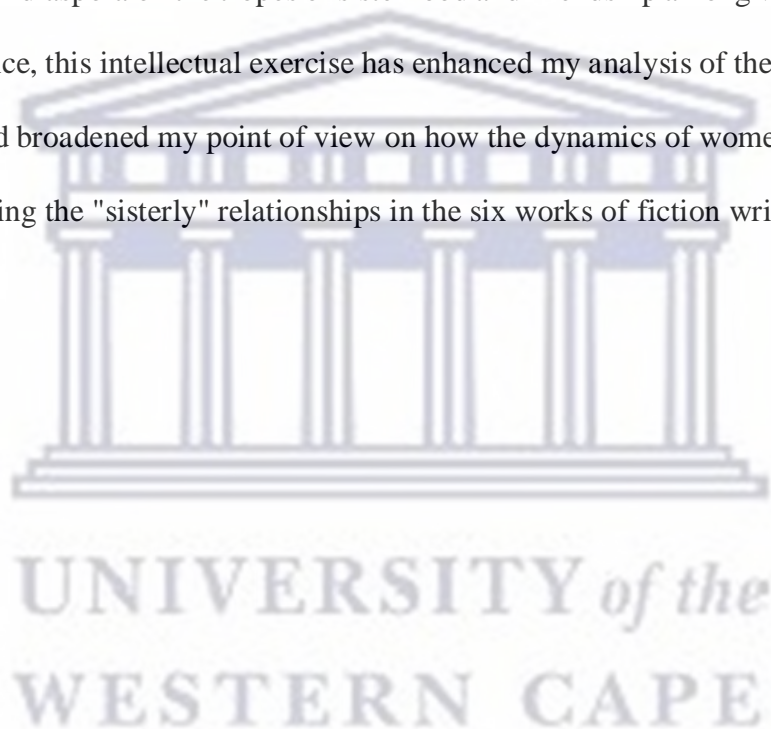 ce, this intellectual exercise has enhanced my analysis of the
d broadened my point of view on how the dynamics of wome
ing the "sisterly" relationships in the six works of fiction wri
UNIVERSITY of the
WESTERN CAPE